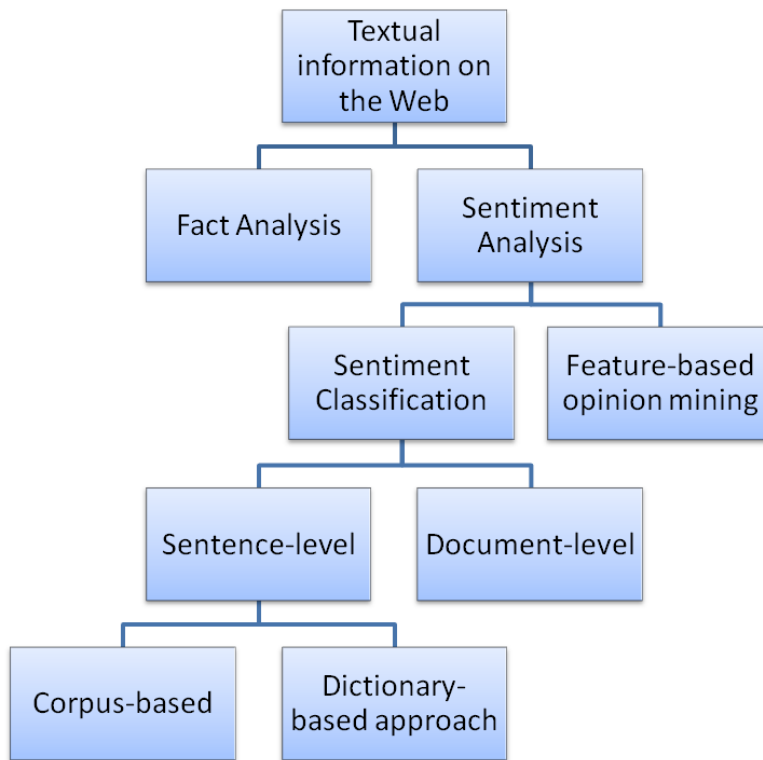 Textual
information on
the Web
Fact Analysis
Sentiment
Analysis
Sentiment
Classification
Feature-based
opinion mining
Sentence-level
Document-level
Corpus-based
Dictionary-
based approach